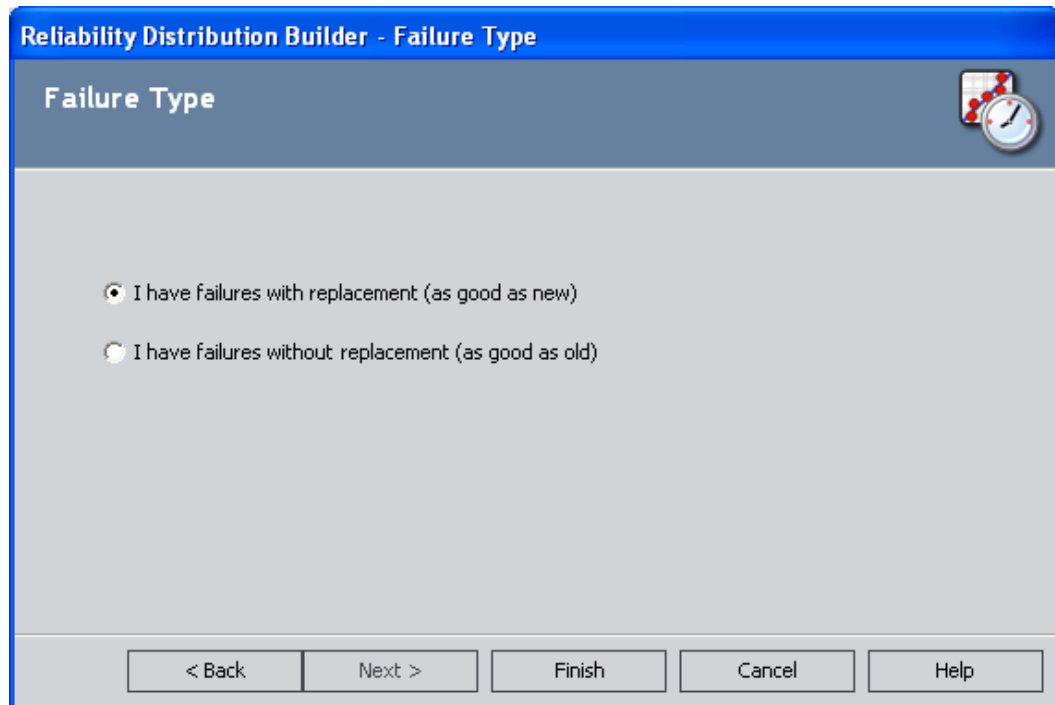 Reliability Distribution Builder - Failure Type
Failure Type
I have failures with replacement (as good as new)
I have failures without replacement (as good as old)
< Back Next > Finish Cancel Help